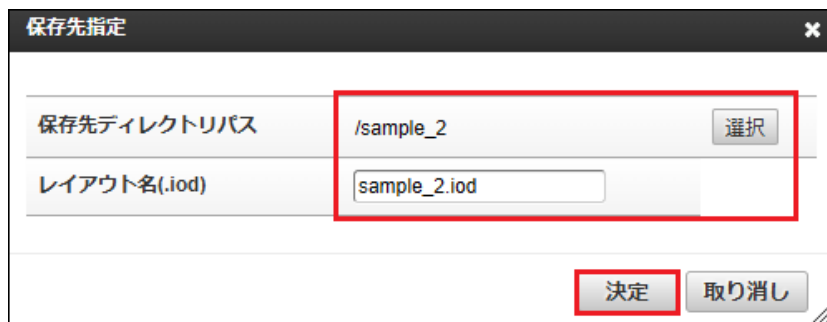 保存先指定
保存先ディレクトリパス /sample_2 選択
レイアウト名(.iod) sample_2.iod
決定 取り消し